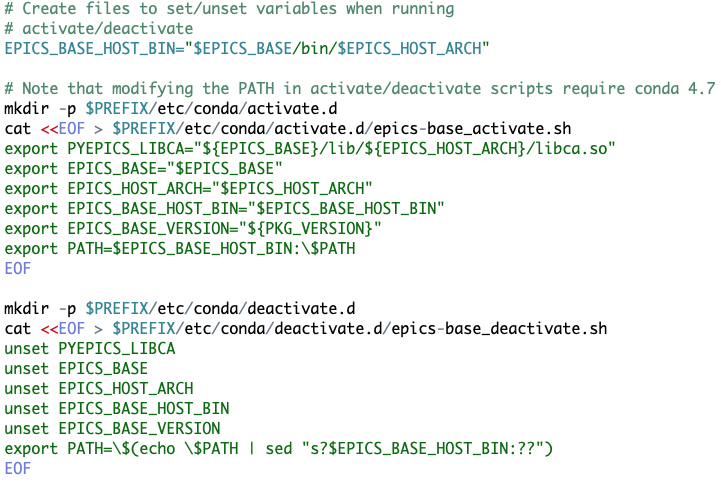 # Create files to set/unset variables when running
# activate/deactivate
EPICS_BASE_HOST_BIN="$EPICS_BASE/bin/$EPICS_HOST_ARCH"

# Note that modifying the PATH in activate/deactivate scripts require conda 4.7
mkdir -p $PREFIX/etc/conda/activate.d
cat <<EOF > $PREFIX/etc/conda/activate.d/epics-base_activate.sh
export PYEPICS_LIBCA="${EPICS_BASE}/lib/${EPICS_HOST_ARCH}/libca.so"
export EPICS_BASE="$EPICS_BASE"
export EPICS_HOST_ARCH="$EPICS_HOST_ARCH"
export EPICS_BASE_HOST_BIN="$EPICS_BASE_HOST_BIN"
export EPICS_BASE_VERSION="${PKG_VERSION}"
export PATH=$EPICS_BASE_HOST_BIN:\$PATH
EOF

mkdir -p $PREFIX/etc/conda/deactivate.d
cat <<EOF > $PREFIX/etc/conda/deactivate.d/epics-base_deactivate.sh
unset PYEPICS_LIBCA
unset EPICS_BASE
unset EPICS_HOST_ARCH
unset EPICS_BASE_HOST_BIN
unset EPICS_BASE_VERSION
export PATH=\$(echo \$PATH | sed "s?$EPICS_BASE_HOST_BIN:??")
EOF